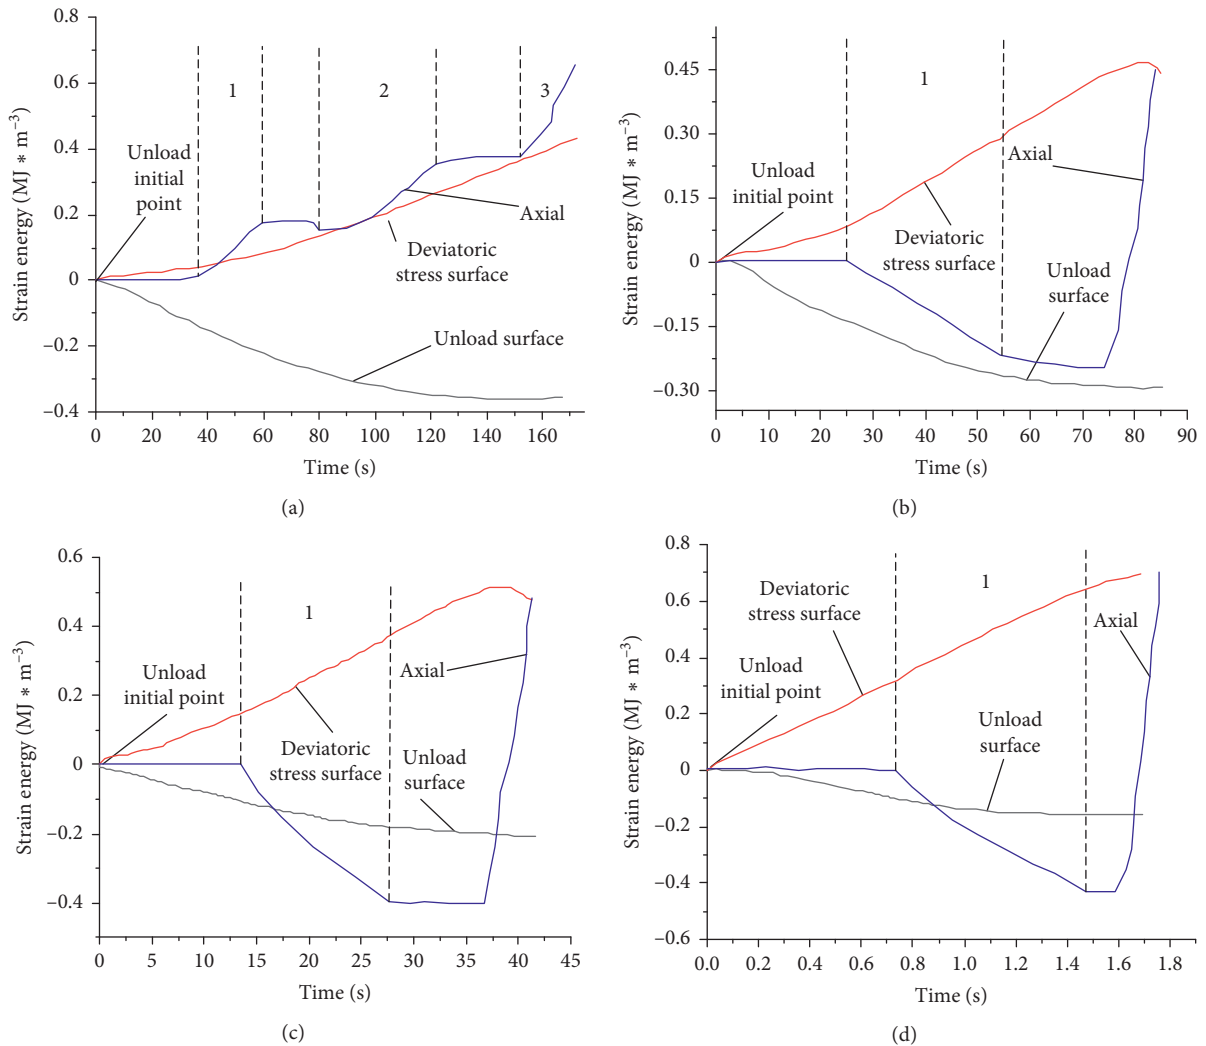 0.8
0.6
0.4
0.2
0
−0.2
−0.4
Strain energy (MJ ∗ m−3)
1
2
3
Unload
initial
point
Axial
Deviatoric
stress surface
Unload surface
0 20 40 60 80 100 120 140 160
Time (s)
(a)
0.45
0.30
0.15
0
−0.15
−0.30
Strain energy (MJ ∗ m−3)
1
Axial
Unload
initial point
Deviatoric
stress surface
Unload
surface
0 10 20 30 40 50 60 70 80 90
Time (s)
(b)
0.6
0.4
0.2
0
−0.2
−0.4
Strain energy (MJ ∗ m−3)
1
Unload
initial point
Axial
Deviatoric
stress surface
Unload
surface
0 5 10 15 20 25 30 35 40 45
Time (s)
(c)
0.8
0.6
0.4
0.2
0
−0.2
−0.4
−0.6
Strain energy (MJ ∗ m−3)
1
Deviatoric
stress surface
Axial
Unload
initial point
Unload
surface
0.0 0.2 0.4 0.6 0.8 1.0 1.2 1.4 1.6 1.8
Time (s)
(d)